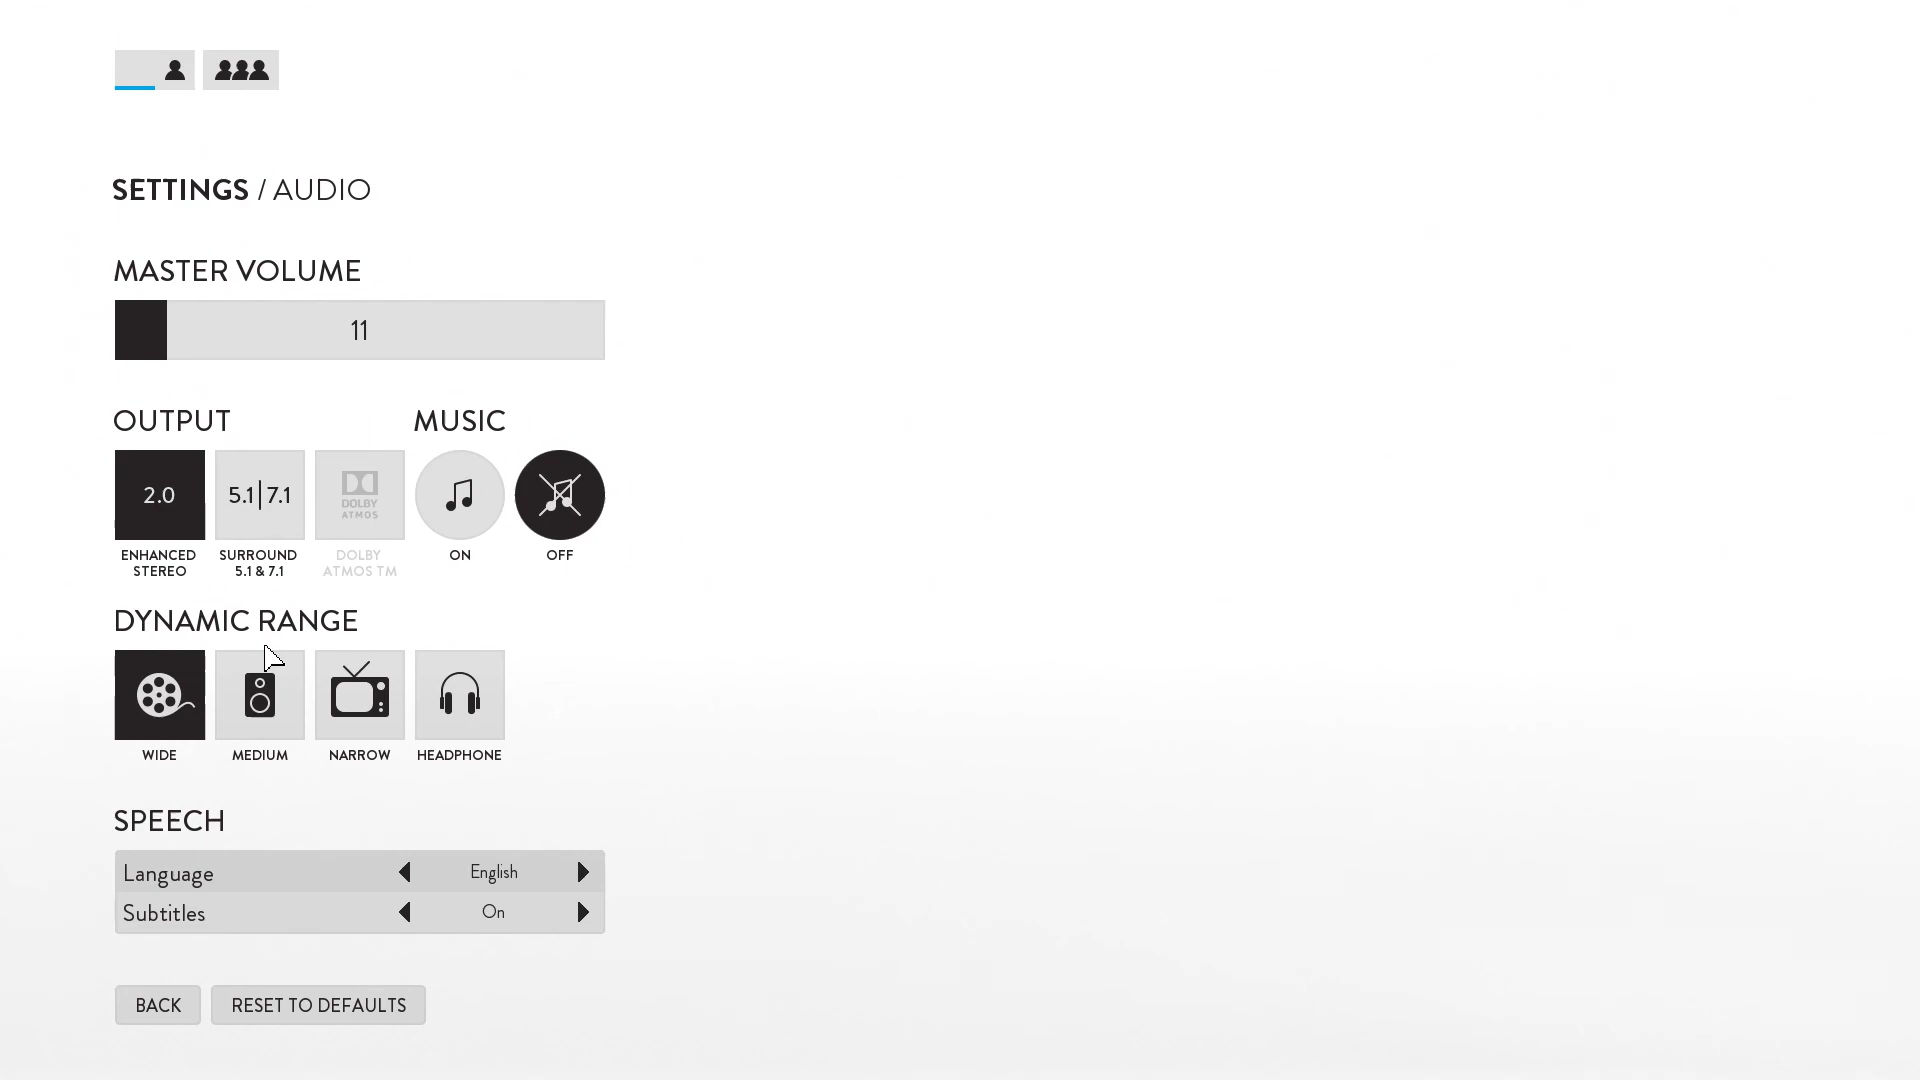 SETTINGS / AUDIO
MASTER VOLUME
11
OUTPUT
MUSIC
2.0
5.1|7.1
DOLBY
ATMOS
ENHANCED
STEREO
SURROUND
5.1 & 7.1
DOLBY
ATMOS TM
ON
OFF
DYNAMIC RANGE
WIDE
MEDIUM
NARROW
HEADPHONE
SPEECH
Language English
Subtitles On
BACK
RESET TO DEFAULTS